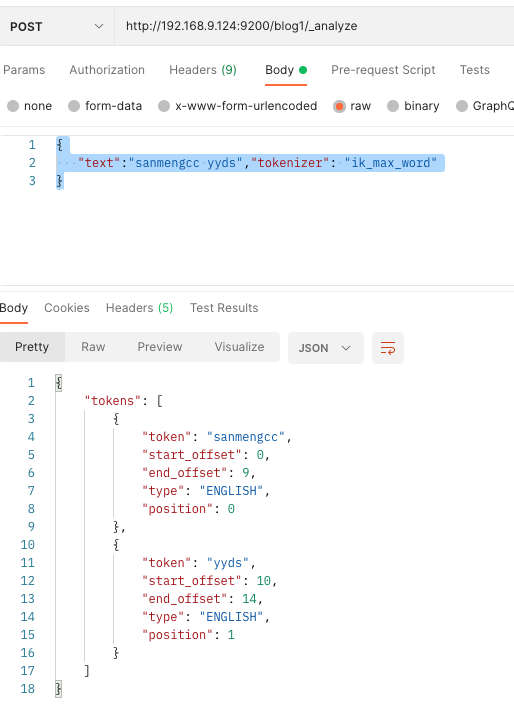 POST http://192.168.9.124:9200/blog1/_analyze
Params Authorization Headers (9) Body Pre-request Script Tests
none form-data x-www-form-urlencoded raw binary GraphQ
1 {
2 "text":"sanmengcc yyds","tokenizer": "ik_max_word"
3 }
Body Cookies Headers (5) Test Results
Pretty Raw Preview Visualize JSON
1 {
2 "tokens": [
3 {
4 "token": "sanmengcc",
5 "start_offset": 0,
6 "end_offset": 9,
7 "type": "ENGLISH",
8 "position": 0
9 },
10 {
11 "token": "yyds",
12 "start_offset": 10,
13 "end_offset": 14,
14 "type": "ENGLISH",
15 "position": 1
16 }
17 ]
18 }